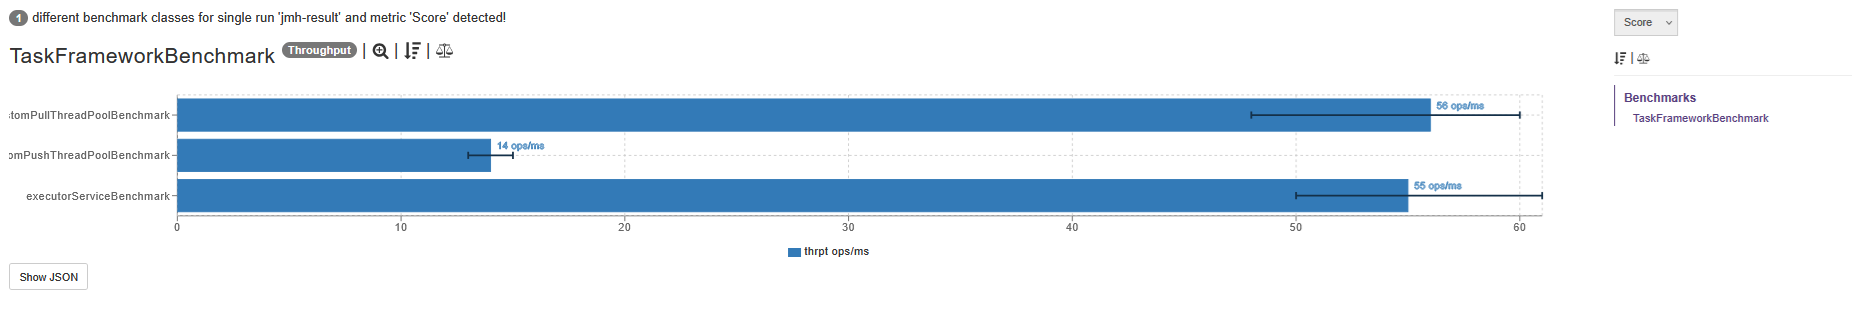 1 different benchmark classes for single run 'jmh-result' and metric 'Score' detected!
Score
TaskFrameworkBenchmark Throughput
Benchmarks
TaskFrameworkBenchmark
tomPullThreadPoolBenchmark
56 ops/ms
omPushThreadPoolBenchmark
14 ops/ms
executorServiceBenchmark
55 ops/ms
0 10 20 30 40 50 60
thrpt ops/ms
Show JSON